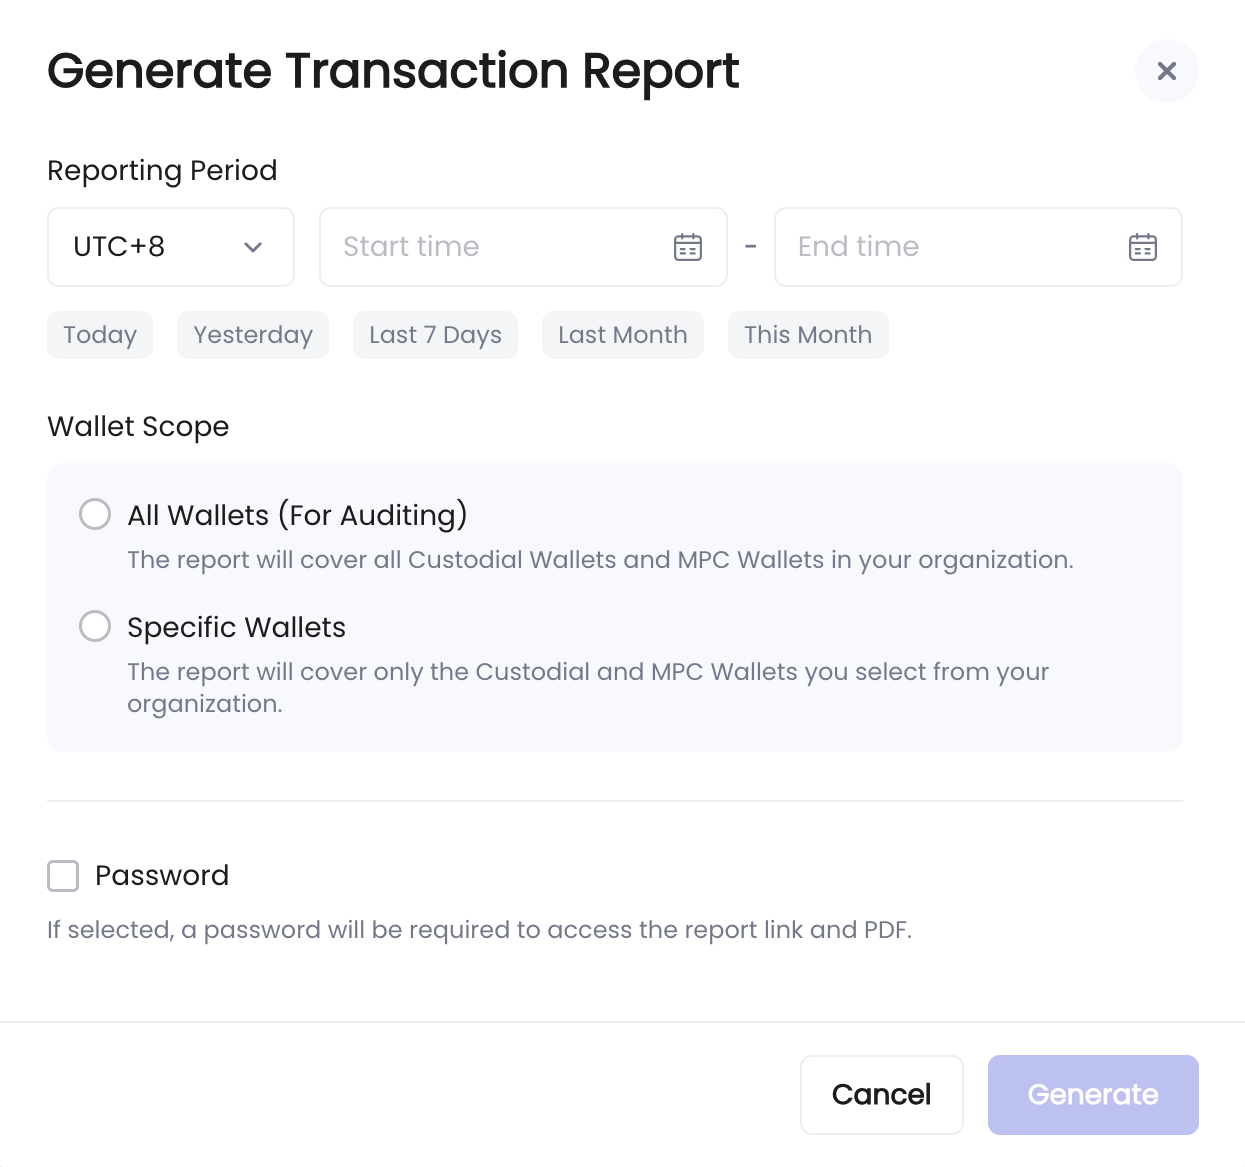 Generate Transaction Report
Reporting Period
UTC+8 Start time - End time
Today Yesterday Last 7 Days Last Month This Month
Wallet Scope
All Wallets (For Auditing)
The report will cover all Custodial Wallets and MPC Wallets in your organization.
Specific Wallets
The report will cover only the Custodial and MPC Wallets you select from your
organization.
Password
If selected, a password will be required to access the report link and PDF.
Cancel Generate